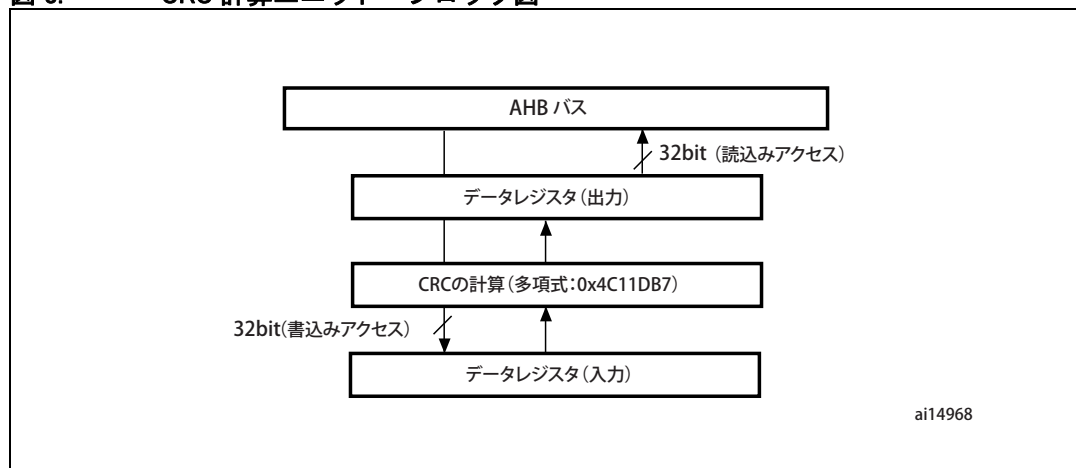 AHB バス
32bit (読込みアクセス)
データレジスタ(出力)
CRCの計算(多項式:0x4C11DB7)
32bit(書込みアクセス)
データレジスタ(入力)
ai14968